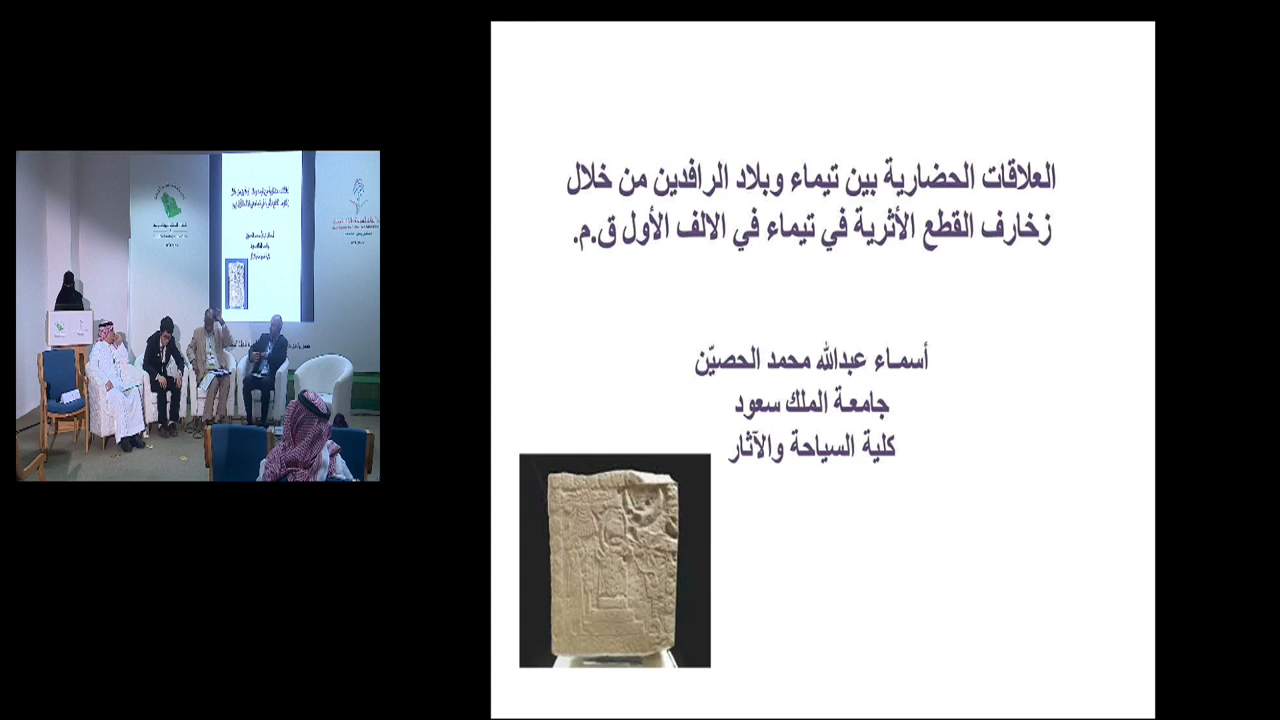 العلاقات الحضارية بين تيماء وبلاد الرافدين من خلال
زخارف القطع الأثرية في تيماء في الالف الأول ق.م.
أسماء عبدالله محمد الحصيّن
جامعة الملك سعود
كلية السياحة والآثار